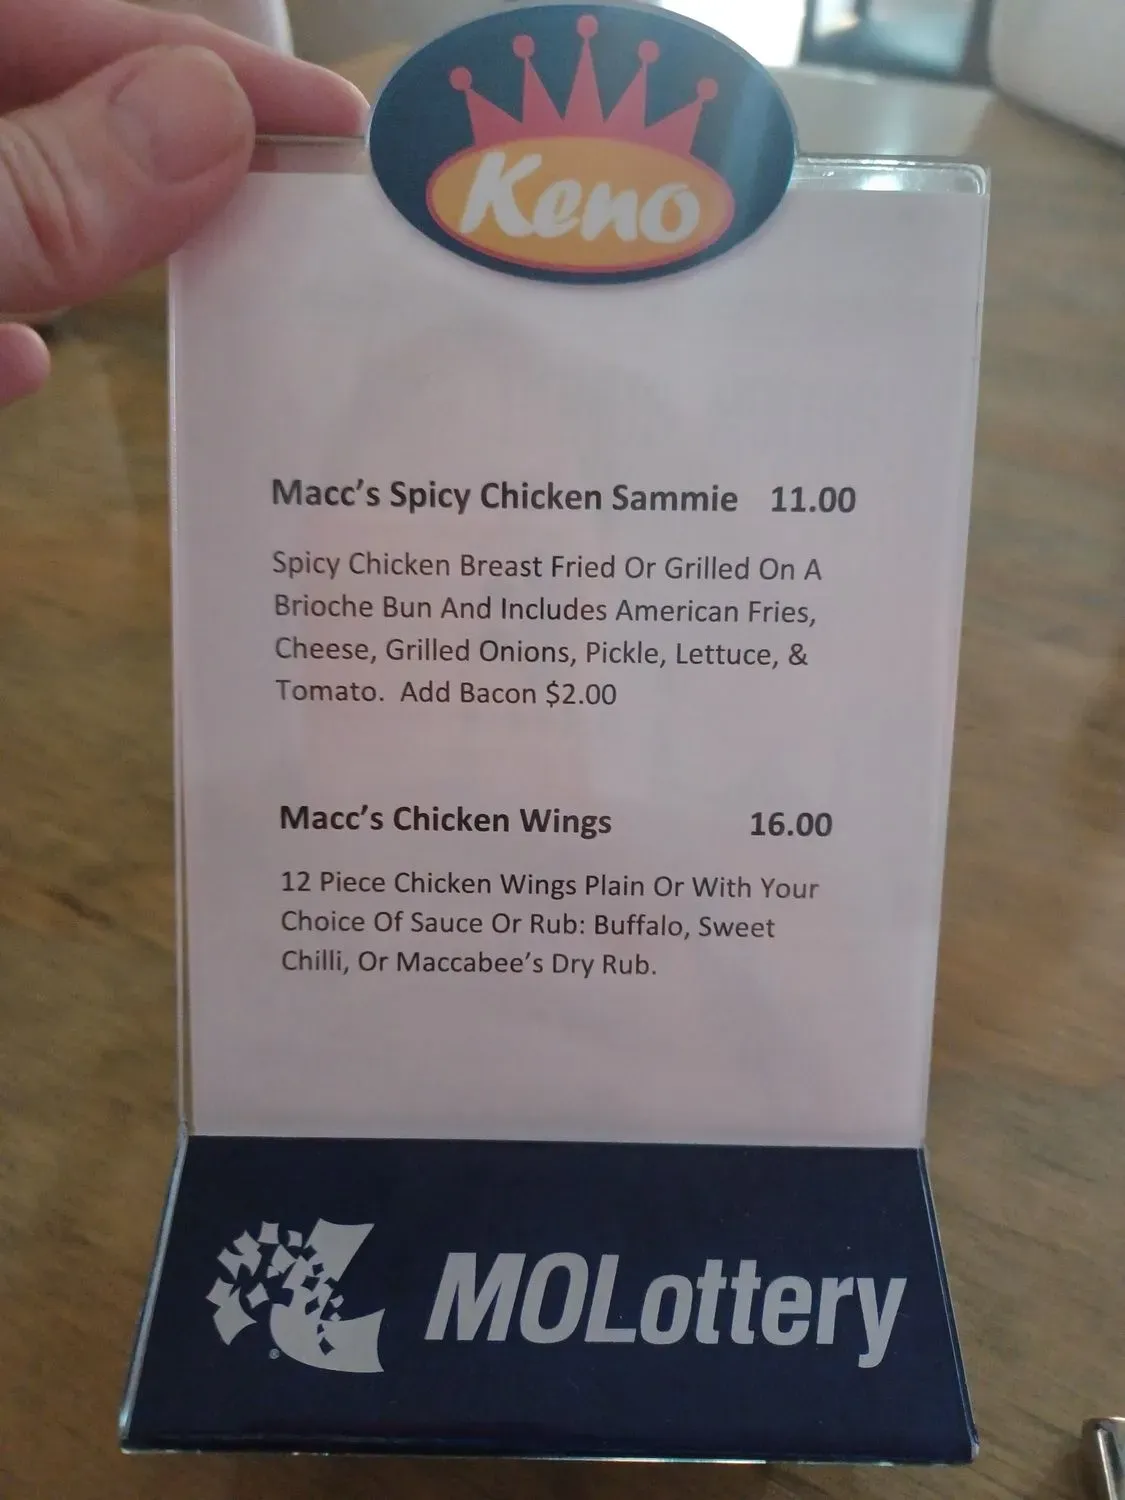 Keno
Macc's Spicy Chicken Sammie 11.00
Spicy Chicken Breast Fried Or Grilled On A
Brioche Bun And Includes American Fries,
Cheese, Grilled Onions, Pickle, Lettuce, &
Tomato. Add Bacon $2.00
Macc's Chicken Wings 16.00
12 Piece Chicken Wings Plain Or With Your
Choice Of Sauce Or Rub: Buffalo, Sweet
Chilli, Or Maccabee's Dry Rub.
® MOLottery